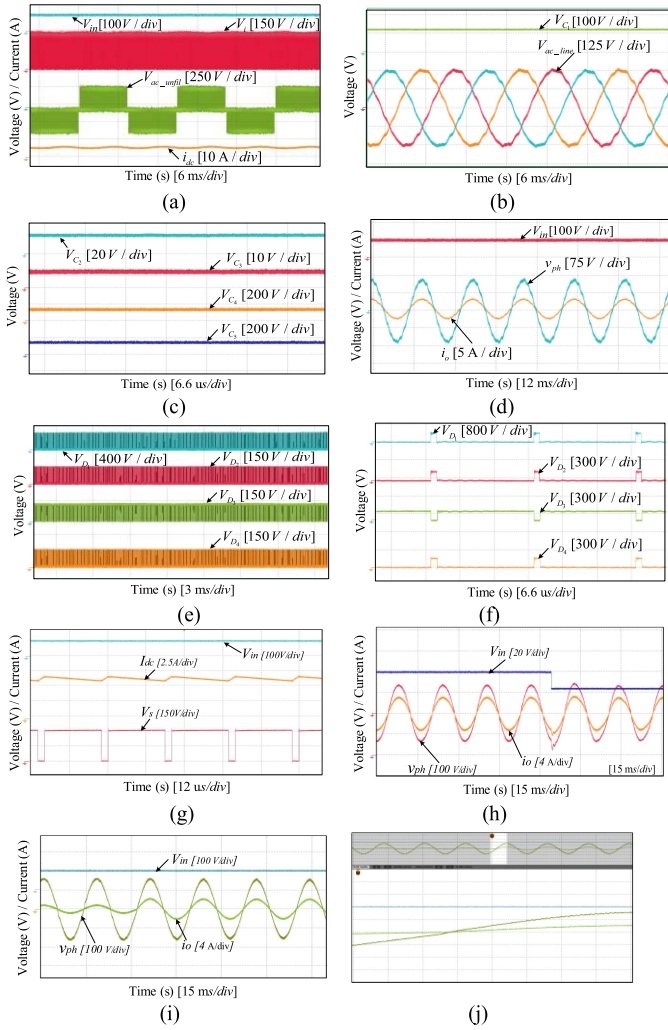 Voltage (V) / Current (A)
V_in [100 V / div]
V_i [150 V / div]
V_ac_unfil [250 V / div]
i_dc [10 A / div]
Time (s) [6 ms/div]
(a)
Voltage (V)
V_C1 [100 V / div]
V_ac_line [125 V / div]
Time (s) [6 ms/div]
(b)
Voltage (V)
V_C2 [20 V / div]
V_C3 [10 V / div]
V_C4 [200 V / div]
V_C5 [200 V / div]
Time (s) [6.6 us/div]
(c)
Voltage (V) / Current (A)
V_in [100 V / div]
v_ph [75 V / div]
i_o [5 A / div]
Time (s) [12 ms/div]
(d)
Voltage (V)
V_D1 [400 V / div]
V_D2 [150 V / div]
V_D3 [150 V / div]
V_D4 [150 V / div]
Time (s) [3 ms/div]
(e)
Voltage (V)
V_D1 [800 V / div]
V_D2 [300 V / div]
V_D3 [300 V / div]
V_D4 [300 V / div]
Time (s) [6.6 us/div]
(f)
Voltage (V) / Current (A)
V_in [100V/div]
I_dc [2.5A/div]
V_s [150V/div]
Time (s) [12 us/div]
(g)
Voltage (V) / Current (A)
V_in [20 V/div]
v_ph [100 V/div]
i_o [4 A/div]
[15 ms/div]
Time (s) [15 ms/div]
(h)
Voltage (V) / Current (A)
V_in [100 V/div]
v_ph [100 V/div]
i_o [4 A/div]
Time (s) [15 ms/div]
(i)
(j)